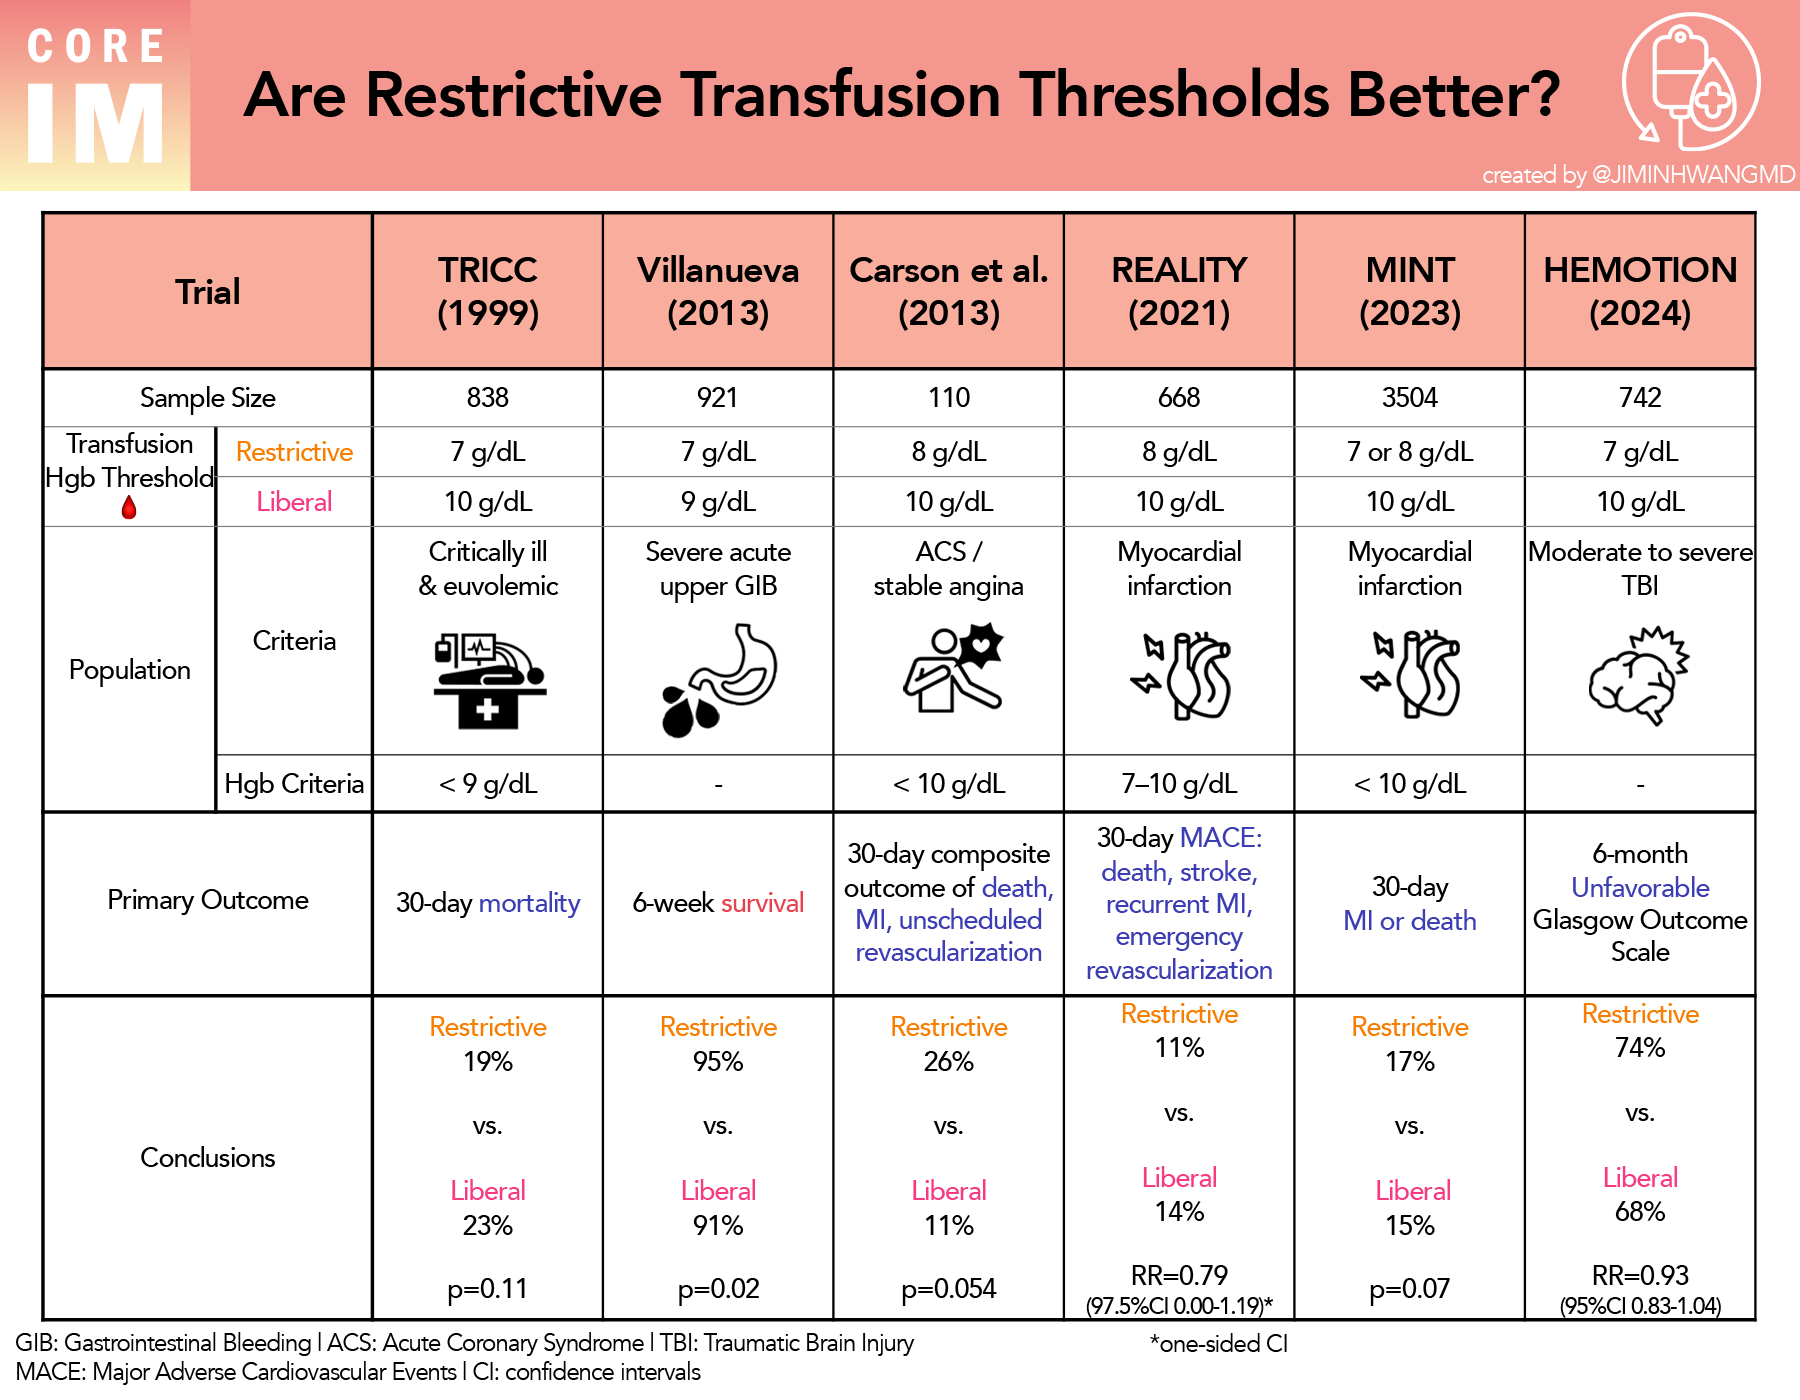 CORE
IM
Are Restrictive Transfusion Thresholds Better?
created by @JIMINHWANGMD
Trial
TRICC
(1999)
Villanueva
(2013)
Carson et al.
(2013)
REALITY
(2021)
MINT
(2023)
HEMOTION
(2024)
Sample Size
838
921
110
668
3504
742
Transfusion
Hgb Threshold
Restrictive
7 g/dL
7 g/dL
8 g/dL
8 g/dL
7 or 8 g/dL
7 g/dL
Liberal
10 g/dL
9 g/dL
10 g/dL
10 g/dL
10 g/dL
10 g/dL
Population
Criteria
Critically ill
& euvolemic
Severe acute
upper GIB
ACS /
stable angina
Myocardial
infarction
Myocardial
infarction
Moderate to severe
TBI
Hgb Criteria
< 9 g/dL
-
< 10 g/dL
7–10 g/dL
< 10 g/dL
-
Primary Outcome
30-day mortality
6-week survival
30-day composite
outcome of death,
MI, unscheduled
revascularization
30-day MACE:
death, stroke,
recurrent MI,
emergency
revascularization
30-day
MI or death
6-month
Unfavorable
Glasgow Outcome
Scale
Conclusions
Restrictive
19%
vs.
Liberal
23%
p=0.11
Restrictive
95%
vs.
Liberal
91%
p=0.02
Restrictive
26%
vs.
Liberal
11%
p=0.054
Restrictive
11%
vs.
Liberal
14%
RR=0.79
(97.5%CI 0.00-1.19)*
Restrictive
17%
vs.
Liberal
15%
p=0.07
Restrictive
74%
vs.
Liberal
68%
RR=0.93
(95%CI 0.83-1.04)
GIB: Gastrointestinal Bleeding | ACS: Acute Coronary Syndrome | TBI: Traumatic Brain Injury
*one-sided CI
MACE: Major Adverse Cardiovascular Events | CI: confidence intervals